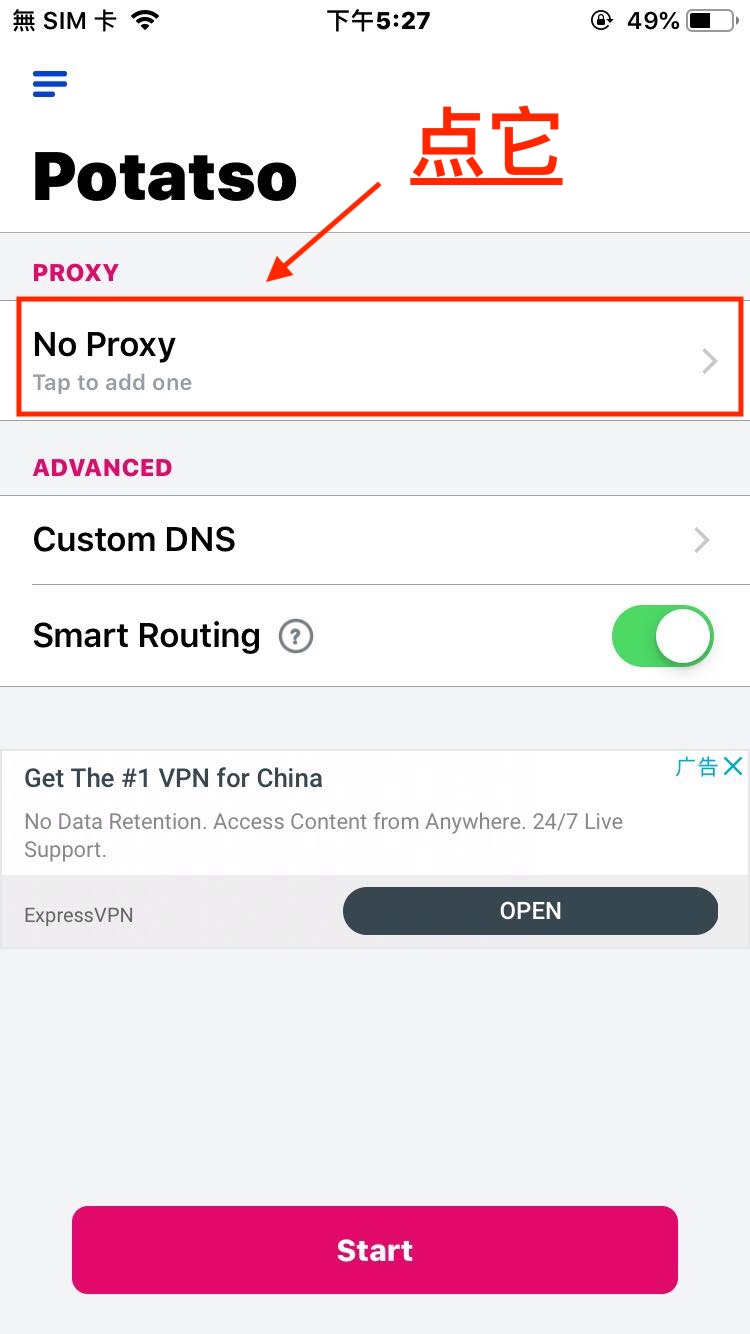 無 SIM 卡
下午5:27
49%
点它
Potatso
PROXY
No Proxy
Tap to add one
ADVANCED
Custom DNS
Smart Routing ?
广告
Get The #1 VPN for China
No Data Retention. Access Content from Anywhere. 24/7 Live
Support.
ExpressVPN
OPEN
Start